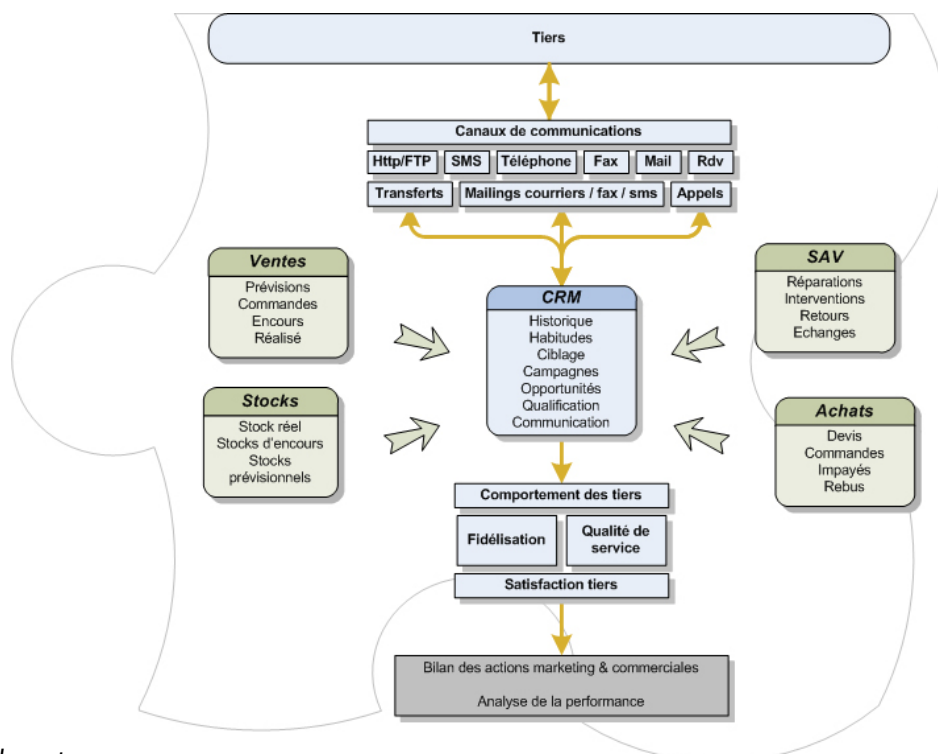 Tiers
Canaux de communications
Http/FTP SMS Téléphone Fax Mail Rdv
Transferts Mailings courriers / fax / sms Appels
Ventes
Prévisions
Commandes
Encours
Réalisé
SAV
Réparations
Interventions
Retours
Echanges
CRM
Historique
Habitudes
Ciblage
Campagnes
Opportunités
Qualification
Communication
Stocks
Stock réel
Stocks d'encours
Stocks
prévisionnels
Achats
Devis
Commandes
Impayés
Rebus
Comportement des tiers
Fidélisation
Qualité de
service
Satisfaction tiers
Bilan des actions marketing & commerciales
Analyse de la performance